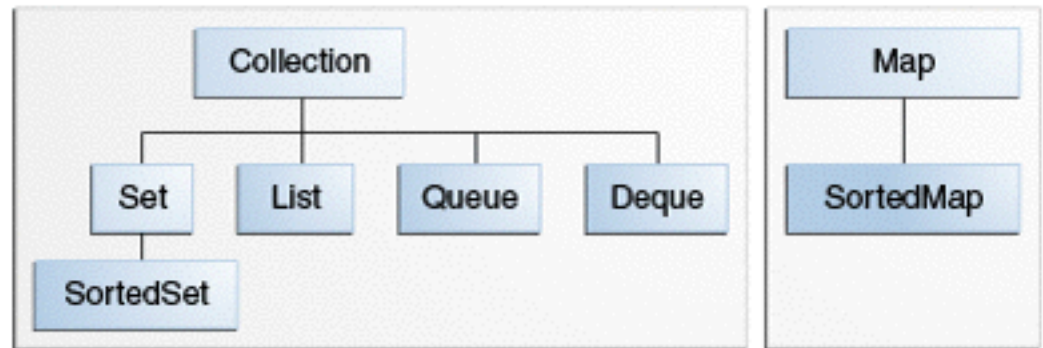 Collection
Map
Set
List
Queue
Deque
SortedMap
SortedSet